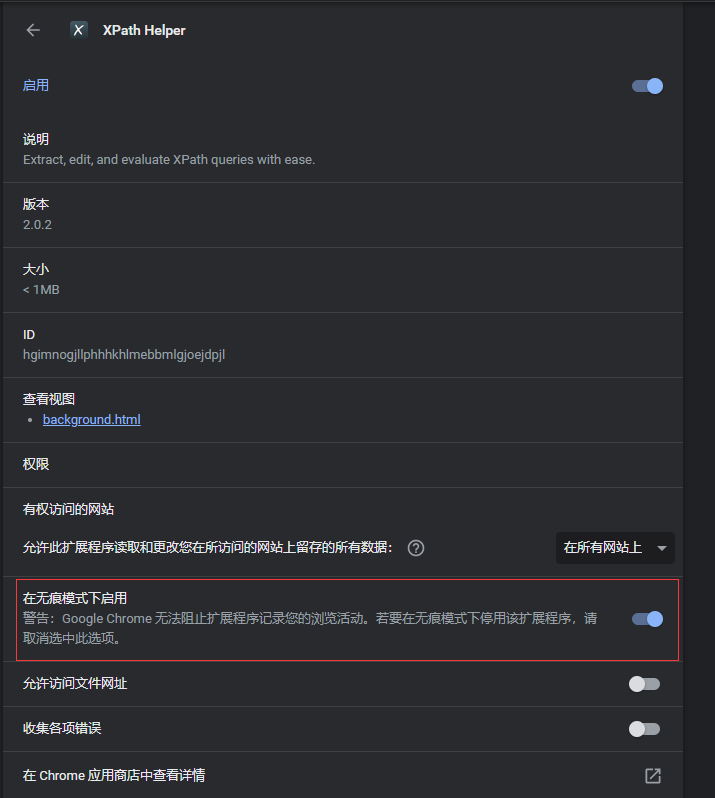 XPath Helper
启用
说明
Extract, edit, and evaluate XPath queries with ease.
版本
2.0.2
大小
< 1MB
ID
hgimnogjllphhhkhlmebbmlgjoejdpjl
查看视图
• background.html
权限
有权访问的网站
允许此扩展程序读取和更改您在所访问的网站上留存的所有数据： 在所有网站上
在无痕模式下启用
警告：Google Chrome 无法阻止扩展程序记录您的浏览活动。若要在无痕模式下停用该扩展程序，请
取消选中此选项。
允许访问文件网址
收集各项错误
在 Chrome 应用商店中查看详情